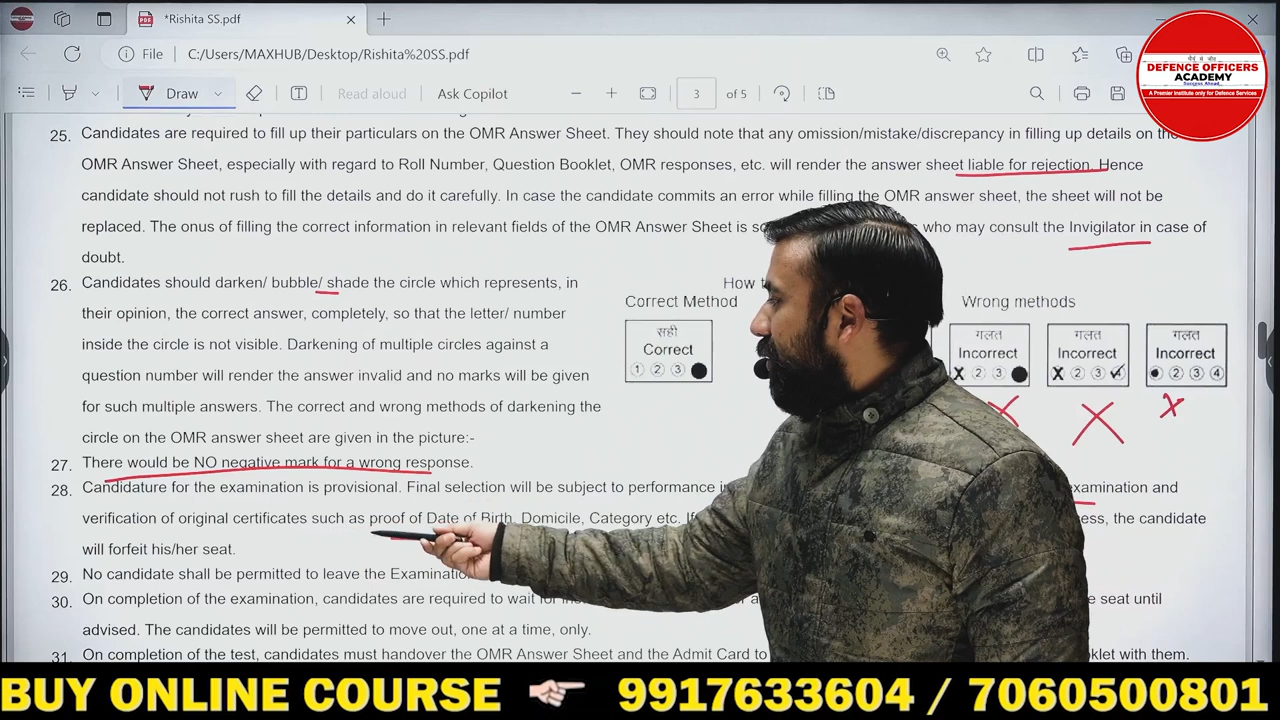 *Rishita SS.pdf
File C:/Users/MAXHUB/Desktop/Rishita%20SS.pdf
Draw Read aloud Ask Copilot 3 of 5
DEFENCE OFFICERS
ACADEMY
Success Ahead
A Premier Institute only for Defence Services
25. Candidates are required to fill up their particulars on the OMR Answer Sheet. They should note that any omission/mistake/discrepancy in filling up details on the
OMR Answer Sheet, especially with regard to Roll Number, Question Booklet, OMR responses, etc. will render the answer sheet liable for rejection. Hence
candidate should not rush to fill the details and do it carefully. In case the candidate commits an error while filling the OMR answer sheet, the sheet will not be
replaced. The onus of filling the correct information in relevant fields of the OMR Answer Sheet is who may consult the Invigilator in case of
doubt.
26. Candidates should darken/ bubble/ shade the circle which represents, in
their opinion, the correct answer, completely, so that the letter/ number
inside the circle is not visible. Darkening of multiple circles against a
question number will render the answer invalid and no marks will be given
for such multiple answers. The correct and wrong methods of darkening the
circle on the OMR answer sheet are given in the picture:-
How
Correct Method Wrong methods
सही गलत गलत गलत
Correct Incorrect Incorrect Incorrect
1 2 3 2 3 2 3 2 3 4
27. There would be NO negative mark for a wrong response.
28. Candidature for the examination is provisional. Final selection will be subject to performance examination and
verification of original certificates such as proof of Date of Birth, Domicile, Category etc. the candidate
will forfeit his/her seat.
29. No candidate shall be permitted to leave the
30. On completion of the examination, candidates are required to wait seat until
advised. The candidates will be permitted to move out, one at a time, only.
31. On completion of the test, candidates must handover the OMR Answer Sheet and the Admit Card to with them.
BUY ONLINE COURSE 9917633604 / 7060500801